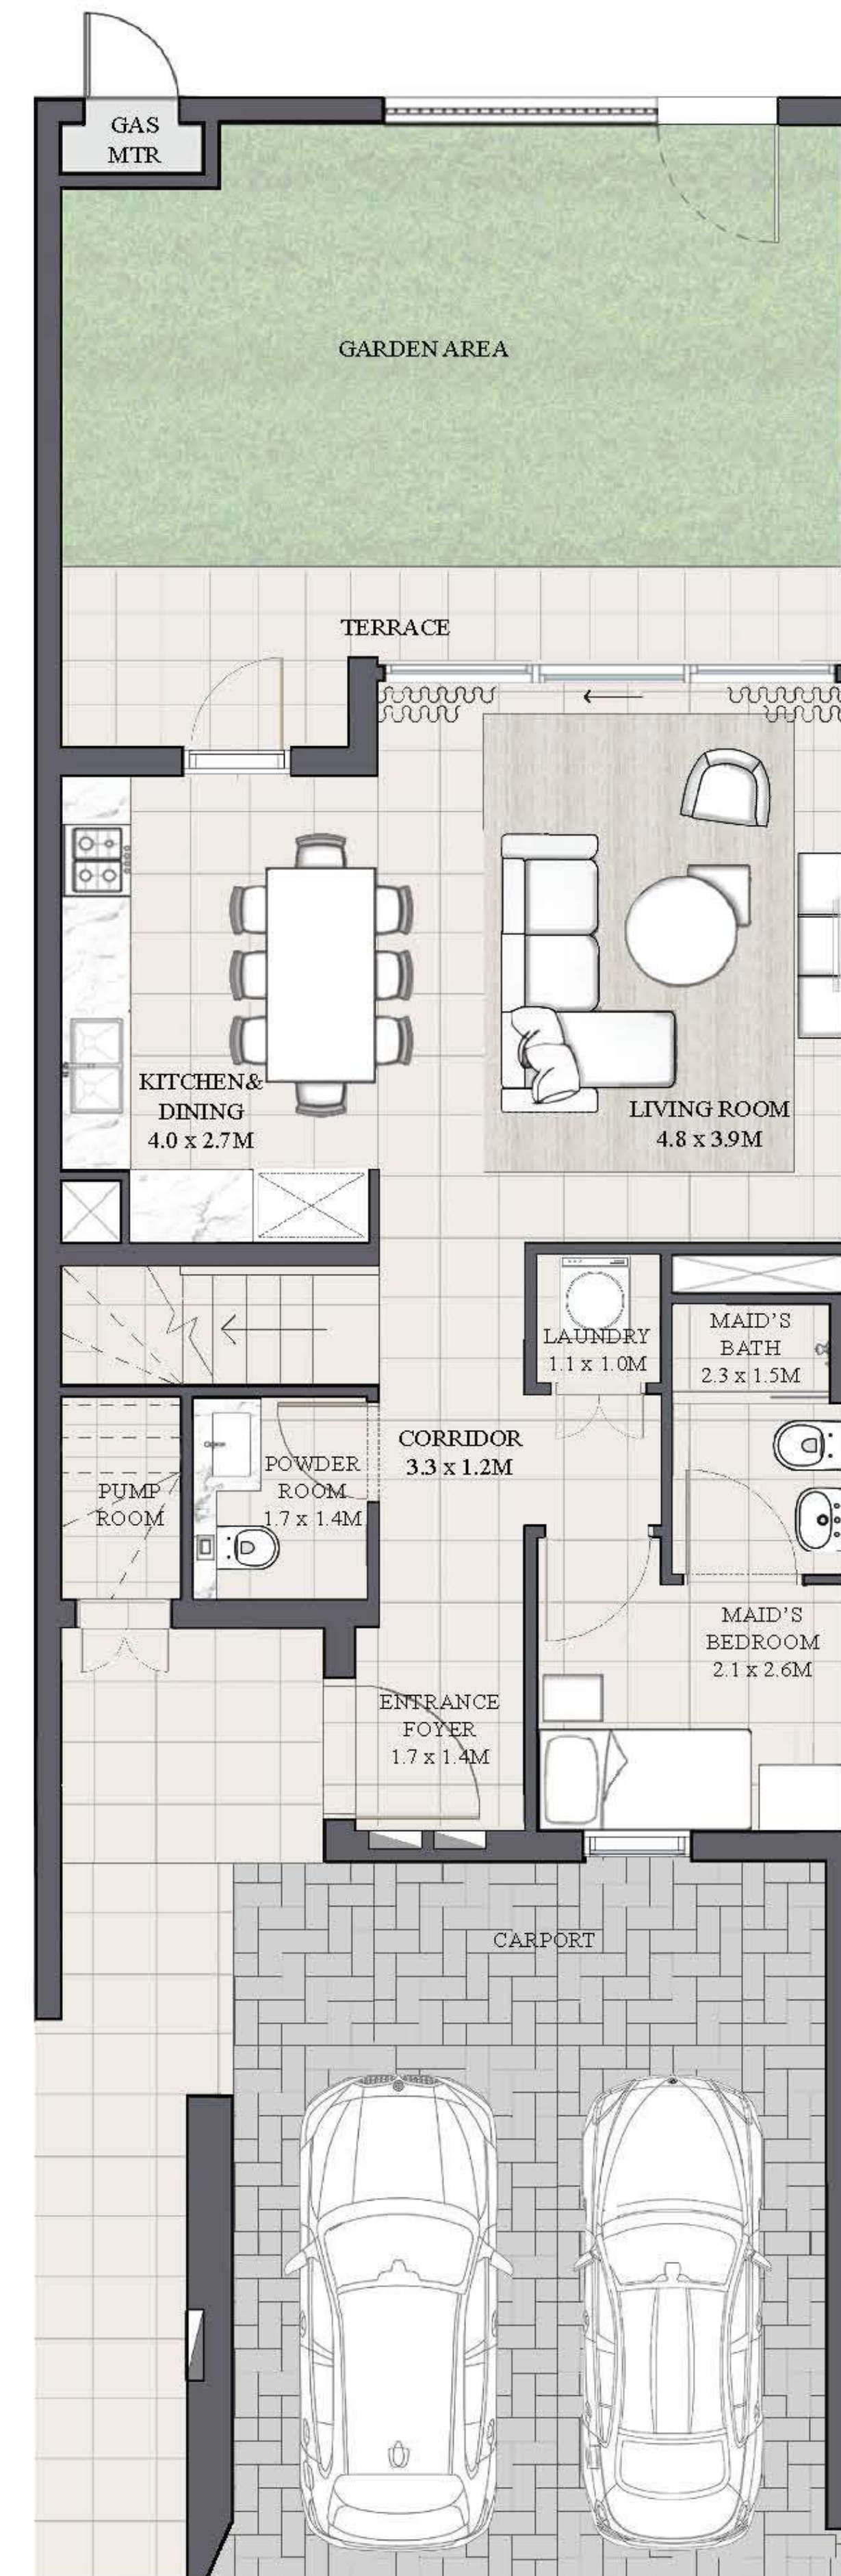 GAS
MTR
GARDEN AREA
TERRACE
KITCHEN&
DINING
4.0 x 2.7M
LIVING ROOM
4.8 x 3.9M
LAUNDRY
1.1 x 1.0M
MAID’S
BATH
2.3 x 1.5M
CORRIDOR
3.3 x 1.2M
POWDER
ROOM
1.7 x 1.4M
PUMP
ROOM
MAID’S
BEDROOM
2.1 x 2.6M
ENTRANCE
FOYER
1.7 x 1.4M
CARPORT